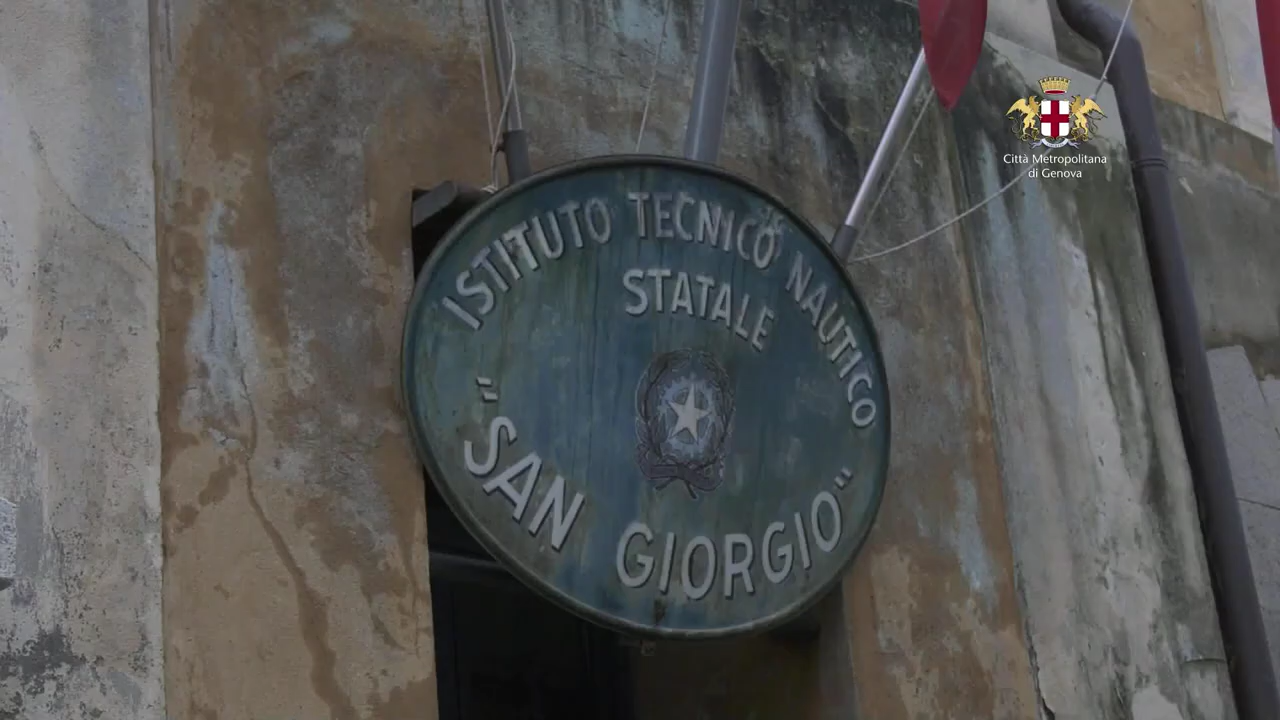 ISTITUTO TECNICO NAUTICO
STATALE
"SAN GIORGIO"
Città Metropolitana
di Genova